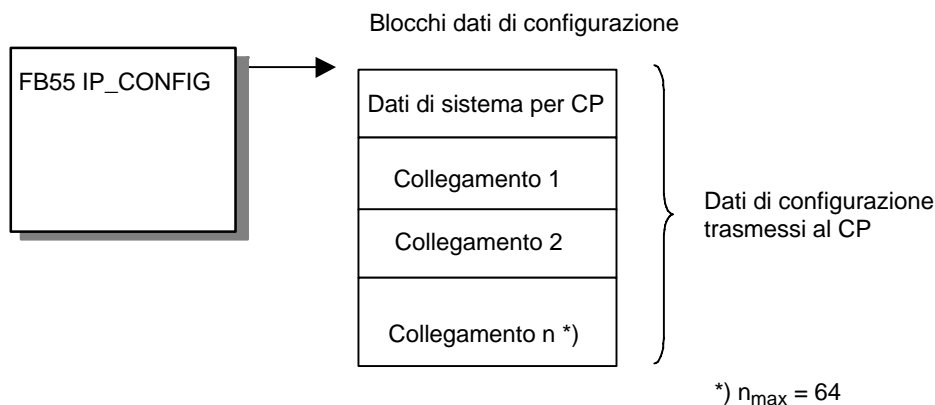 Blocchi dati di configurazione
FB55 IP_CONFIG
Dati di sistema per CP
Collegamento 1
Collegamento 2
Collegamento n *)
Dati di configurazione
trasmessi al CP
*) nmax = 64